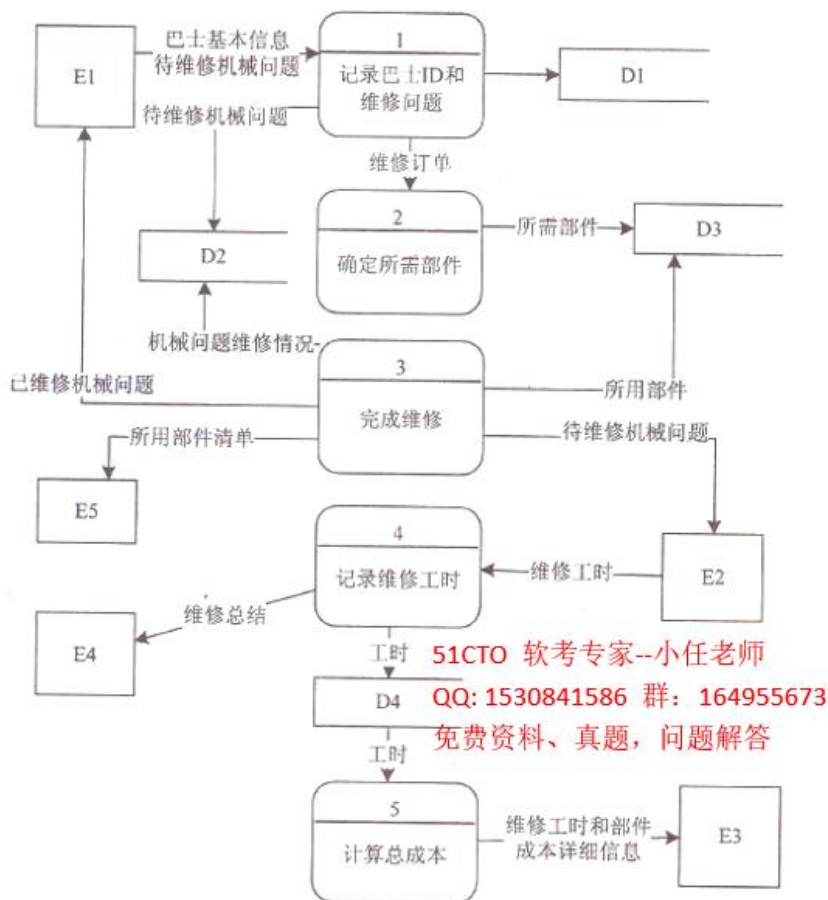 巴士基本信息
待维修机械问题
E1
1
记录巴士ID和
维修问题
D1
待维修机械问题
维修订单
2
确定所需部件
所需部件
D3
D2
机械问题维修情况
3
完成维修
已维修机械问题
所用部件
所用部件清单
待维修机械问题
E5
4
记录维修工时
维修工时
E2
维修总结
E4
工时
51CTO 软考专家--小任老师
D4
QQ: 1530841586 群：164955673
工时
免费资料、真题，问题解答
5
计算总成本
维修工时和部件
成本详细信息
E3